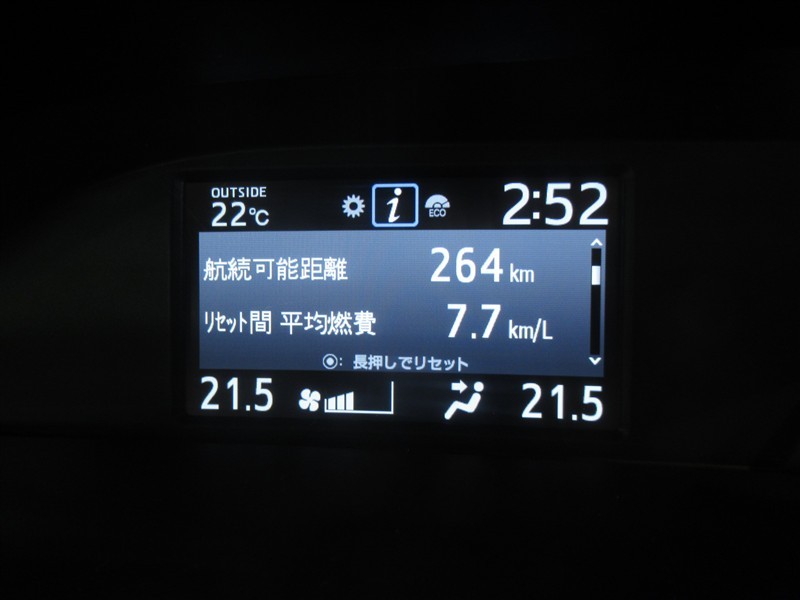 OUTSIDE
22℃
i
ECO
2:52
航続可能距離 264 km
ﾘｾｯﾄ間 平均燃費 7.7 km/L
◉: 長押しでリセット
21.5
21.5